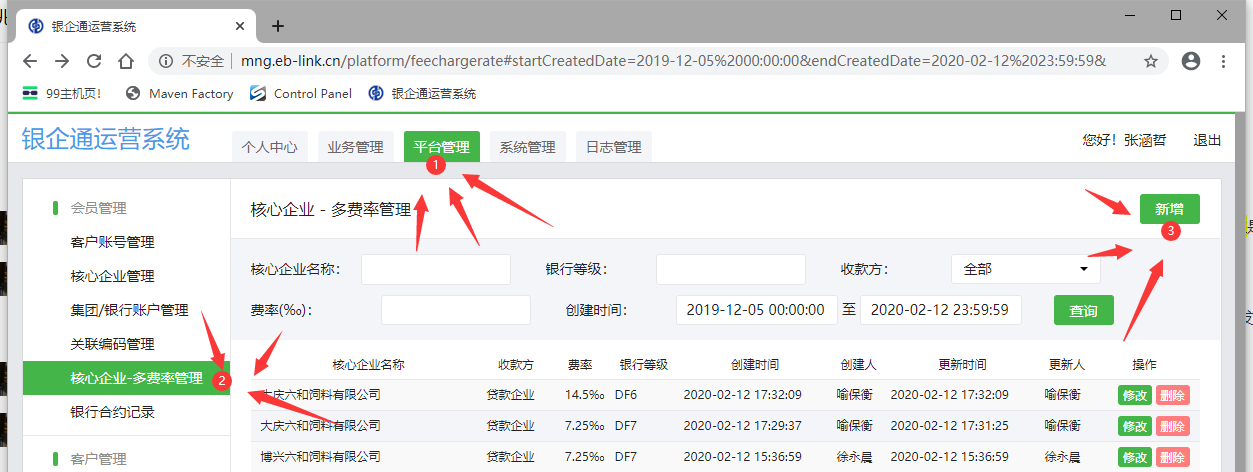 银企通运营系统
不安全 mng.eb-link.cn/platform/feechargerate#startCreatedDate=2019-12-05%2000:00:00&endCreatedDate=2020-02-12%2023:59:59&
99主机页! Maven Factory Control Panel 银企通运营系统
银企通运营系统 个人中心 业务管理 平台管理 系统管理 日志管理 您好! 张涵哲 退出
1
会员管理
客户账号管理
核心企业管理
集团/银行账户管理
关联编码管理
核心企业-多费率管理 2
银行合约记录
客户管理
核心企业 - 多费率管理 新增
3
核心企业名称: 银行等级: 收款方: 全部
费率(‰): 创建时间: 2019-12-05 00:00:00 至 2020-02-12 23:59:59 查询
核心企业名称 收款方 费率 银行等级 创建时间 创建人 更新时间 更新人 操作
大庆六和饲料有限公司 贷款企业 14.5‰ DF6 2020-02-12 17:32:09 喻保衡 2020-02-12 17:32:09 喻保衡 修改 删除
大庆六和饲料有限公司 贷款企业 7.25‰ DF7 2020-02-12 17:29:37 喻保衡 2020-02-12 17:31:25 喻保衡 修改 删除
博兴六和饲料有限公司 贷款企业 7.25‰ DF7 2020-02-12 15:36:59 徐永晨 2020-02-12 15:36:59 徐永晨 修改 删除